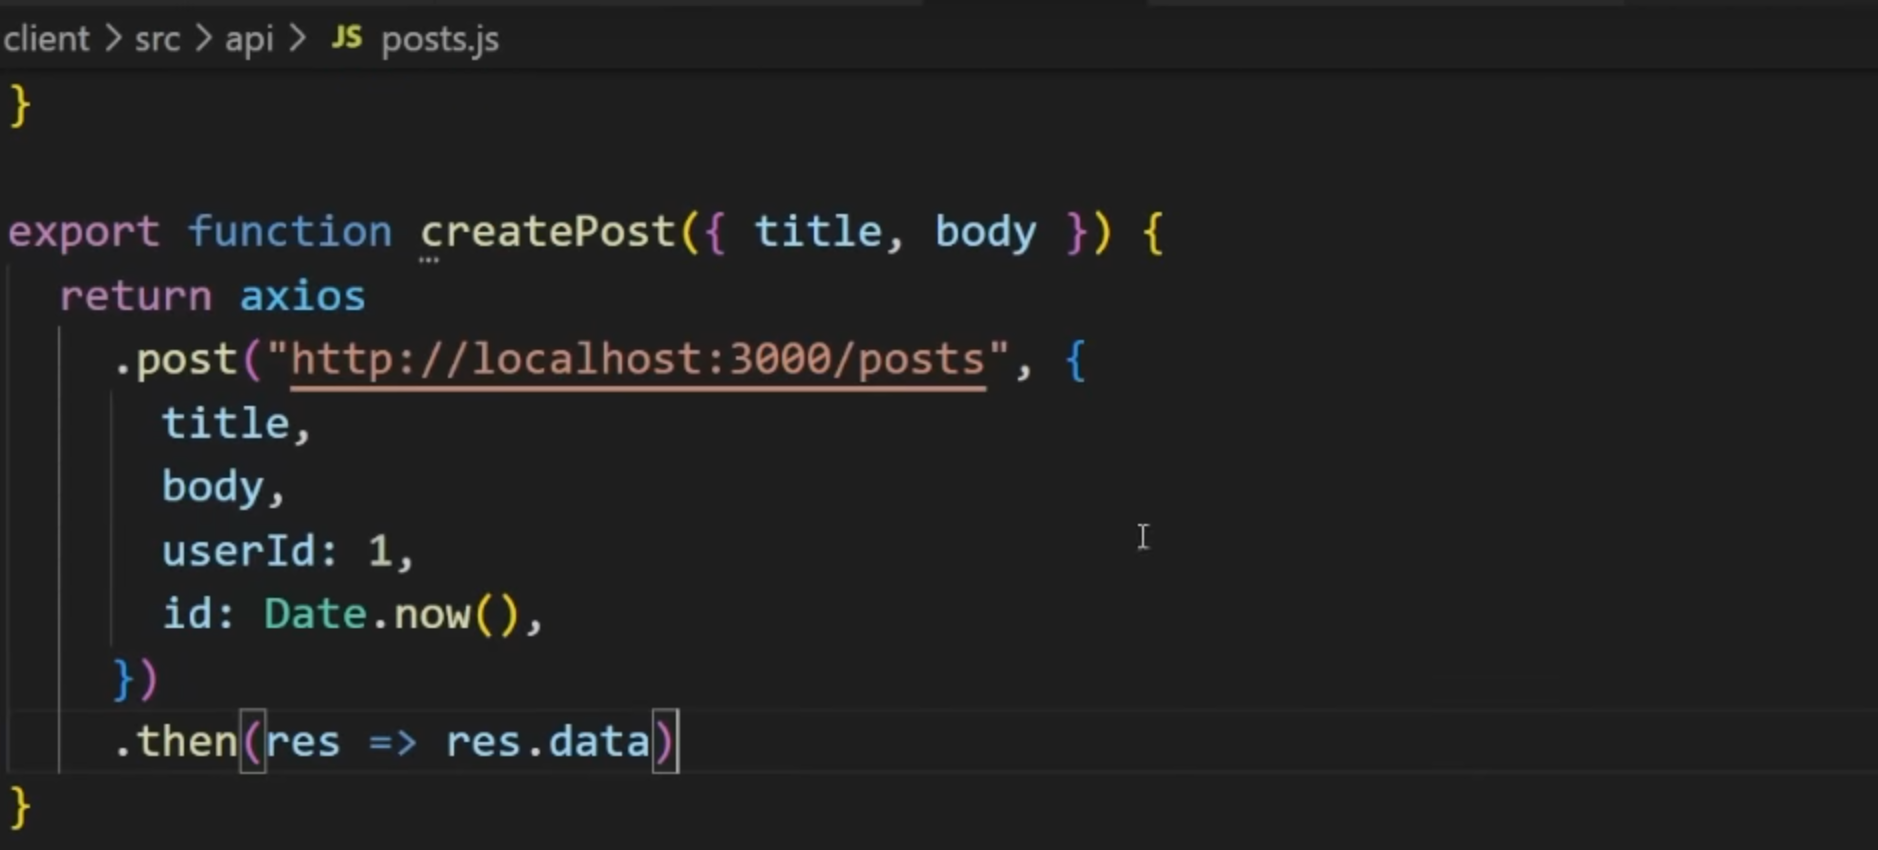 client > src > api > JS posts.js
}
export function createPost({ title, body }) {
return axios
.post("http://localhost:3000/posts", {
title,
body,
userId: 1,
id: Date.now(),
})
.then(res => res.data)
}